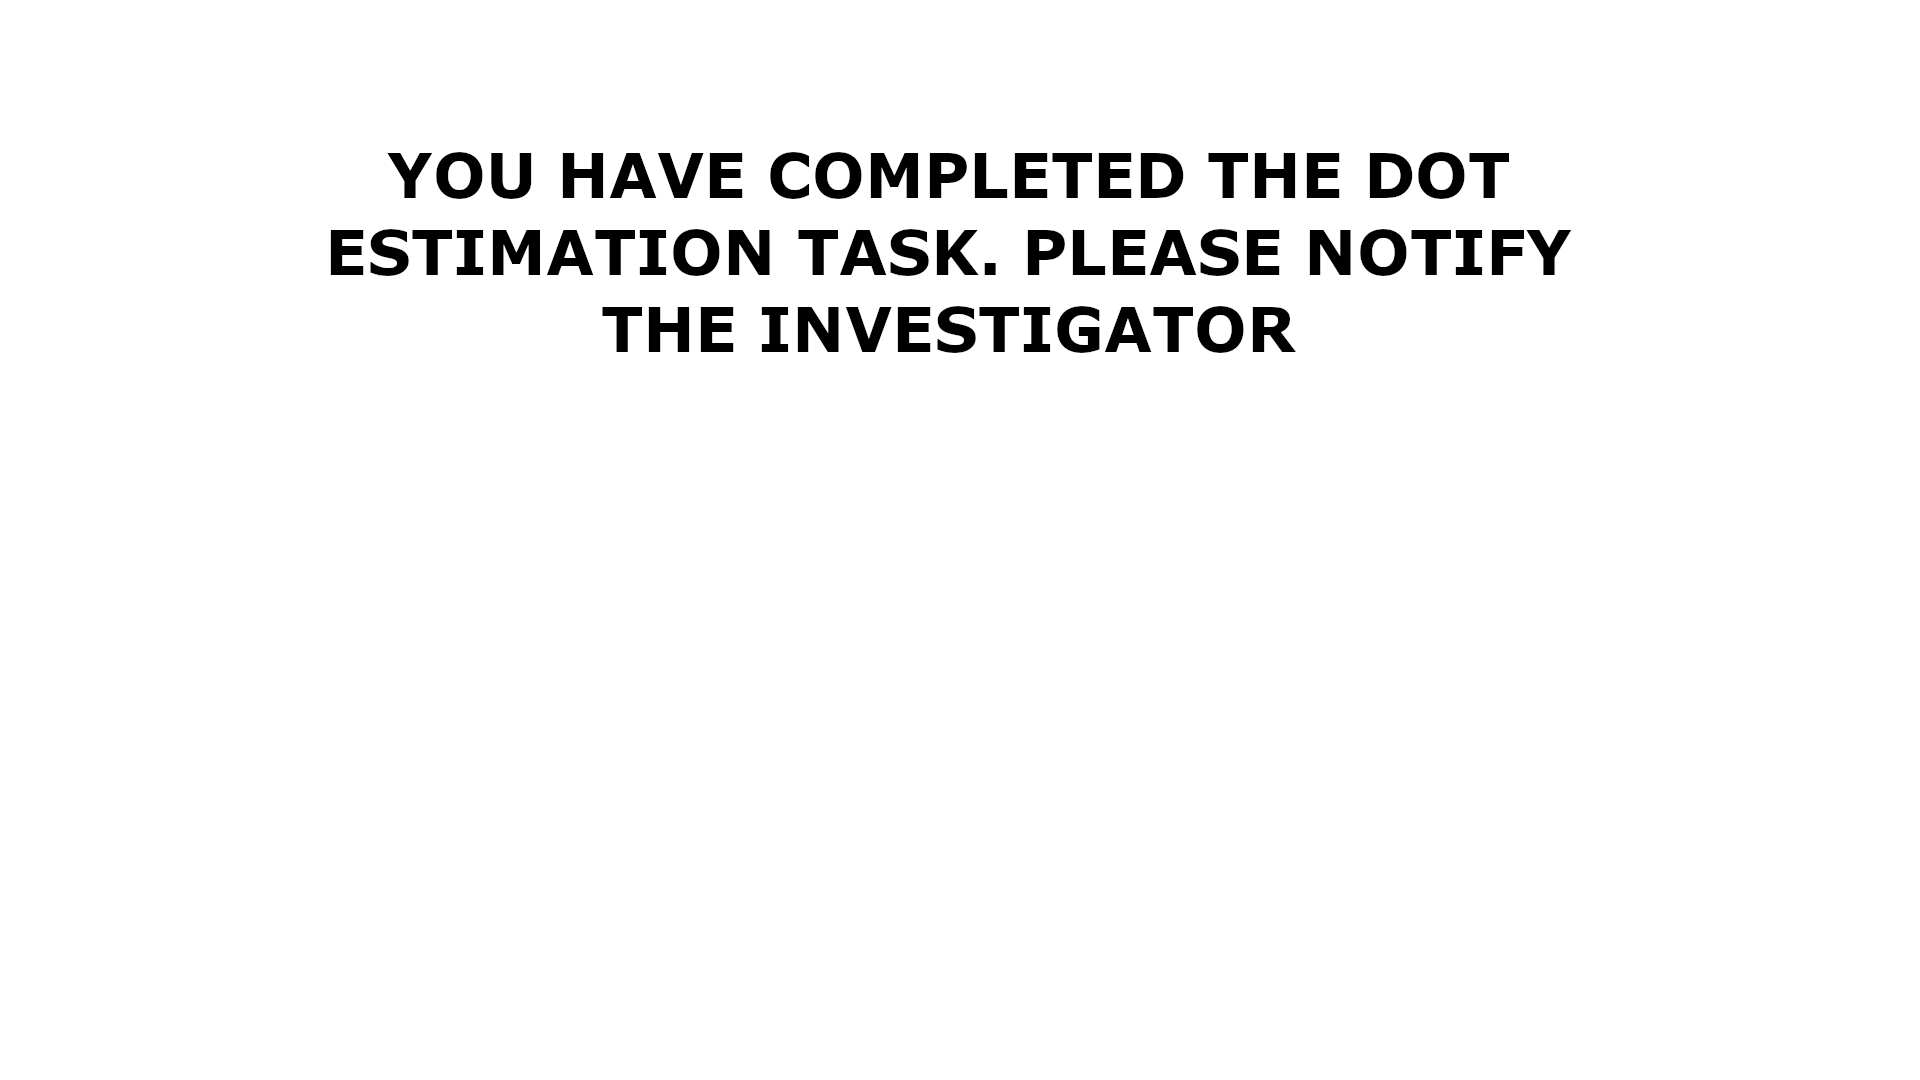 YOU HAVE COMPLETED THE DOT
ESTIMATION TASK. PLEASE NOTIFY
THE INVESTIGATOR